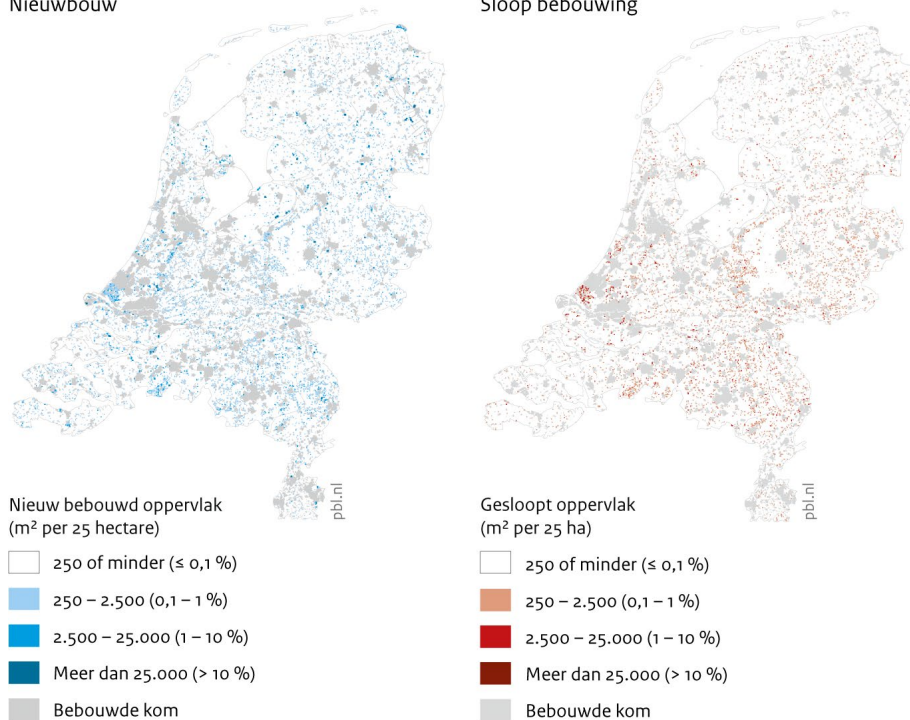 Nieuwbouw
Sloop bebouwing
pbl.nl
pbl.nl
Nieuw bebouwd oppervlak
(m² per 25 hectare)
250 of minder (≤ 0,1 %)
250 – 2.500 (0,1 – 1 %)
2.500 – 25.000 (1 – 10 %)
Meer dan 25.000 (> 10 %)
Bebouwde kom
Gesloopt oppervlak
(m² per 25 ha)
250 of minder (≤ 0,1 %)
250 – 2.500 (0,1 – 1 %)
2.500 – 25.000 (1 – 10 %)
Meer dan 25.000 (> 10 %)
Bebouwde kom